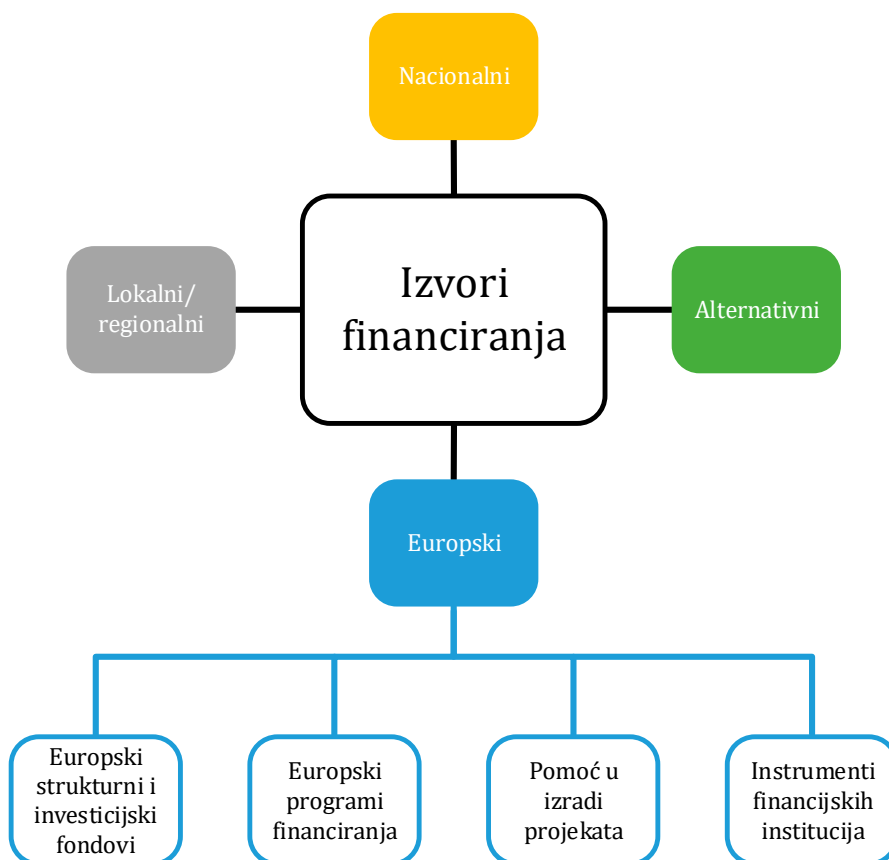 Nacionalni
Lokalni/
regionalni
Izvori
financiranja
Alternativni
Europski
Europski
strukturni i
investicijski
fondovi
Europski
programi
financiranja
Pomoć u
izradi
projekata
Instrumenti
financijskih
institucija